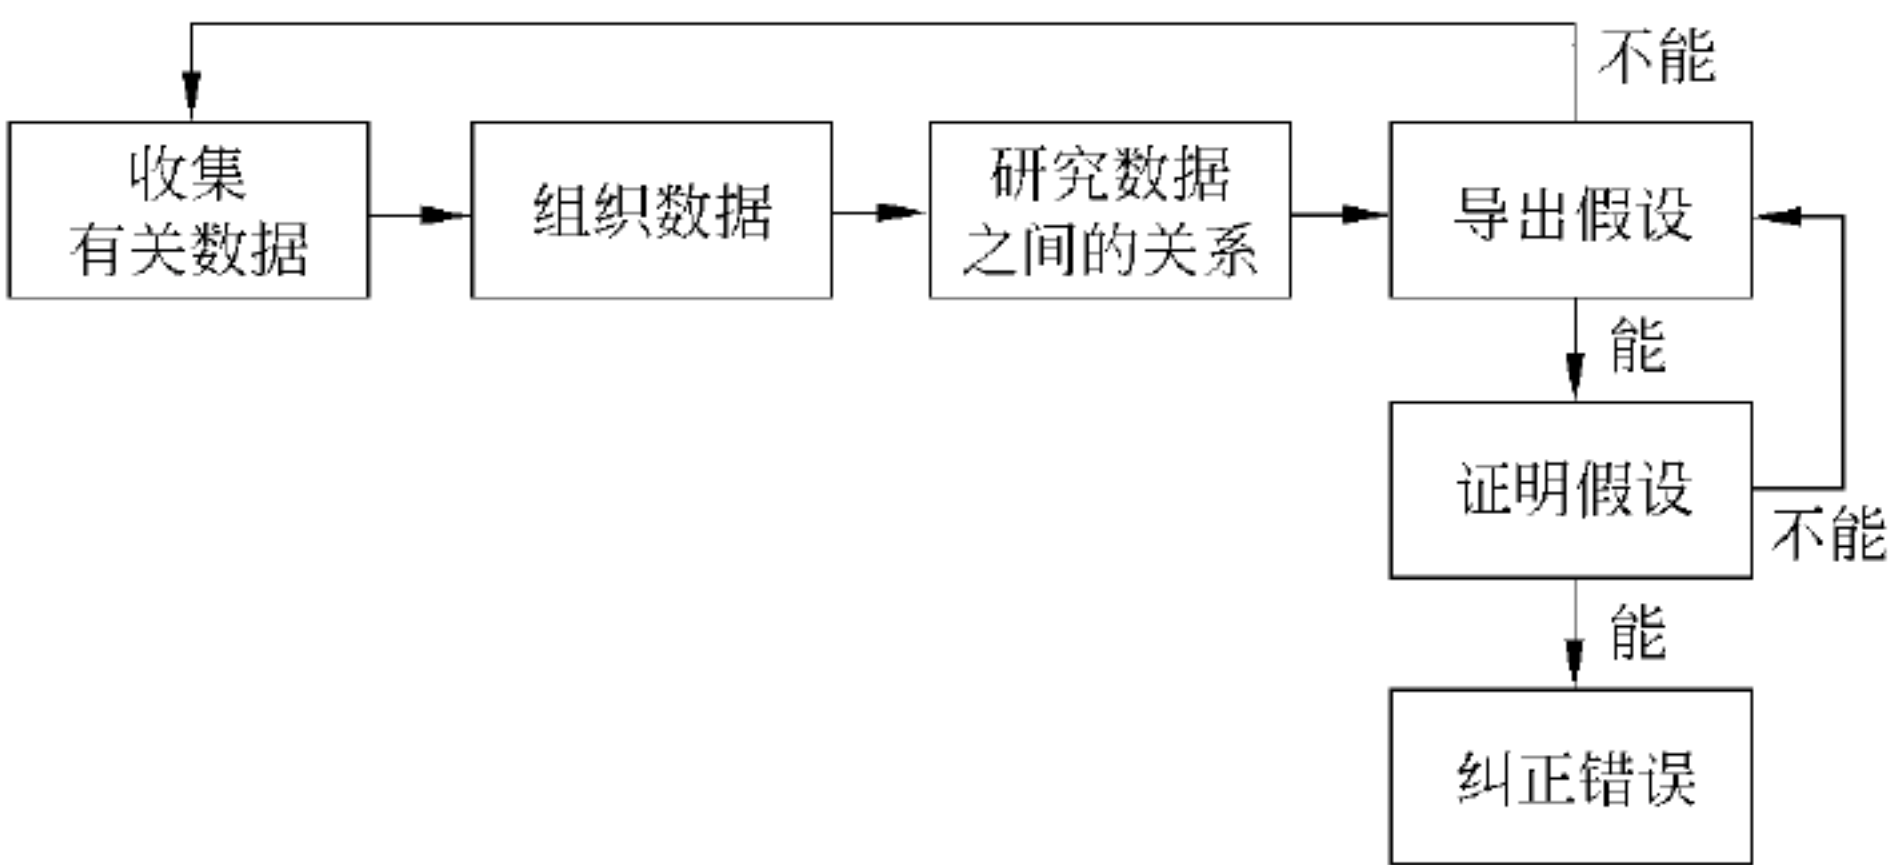 不能
收集
有关数据
组织数据
研究数据
之间的关系
导出假设
能
证明假设
不能
能
纠正错误